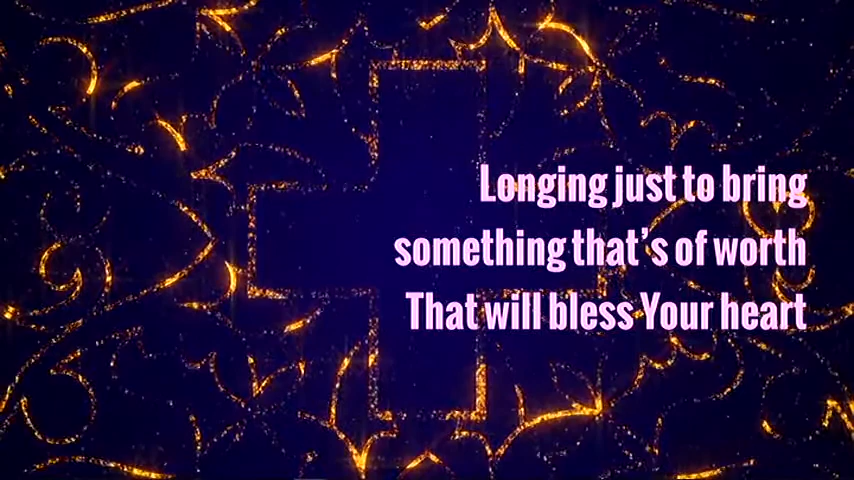 Longing just to bring
something that's of worth
That will bless Your heart